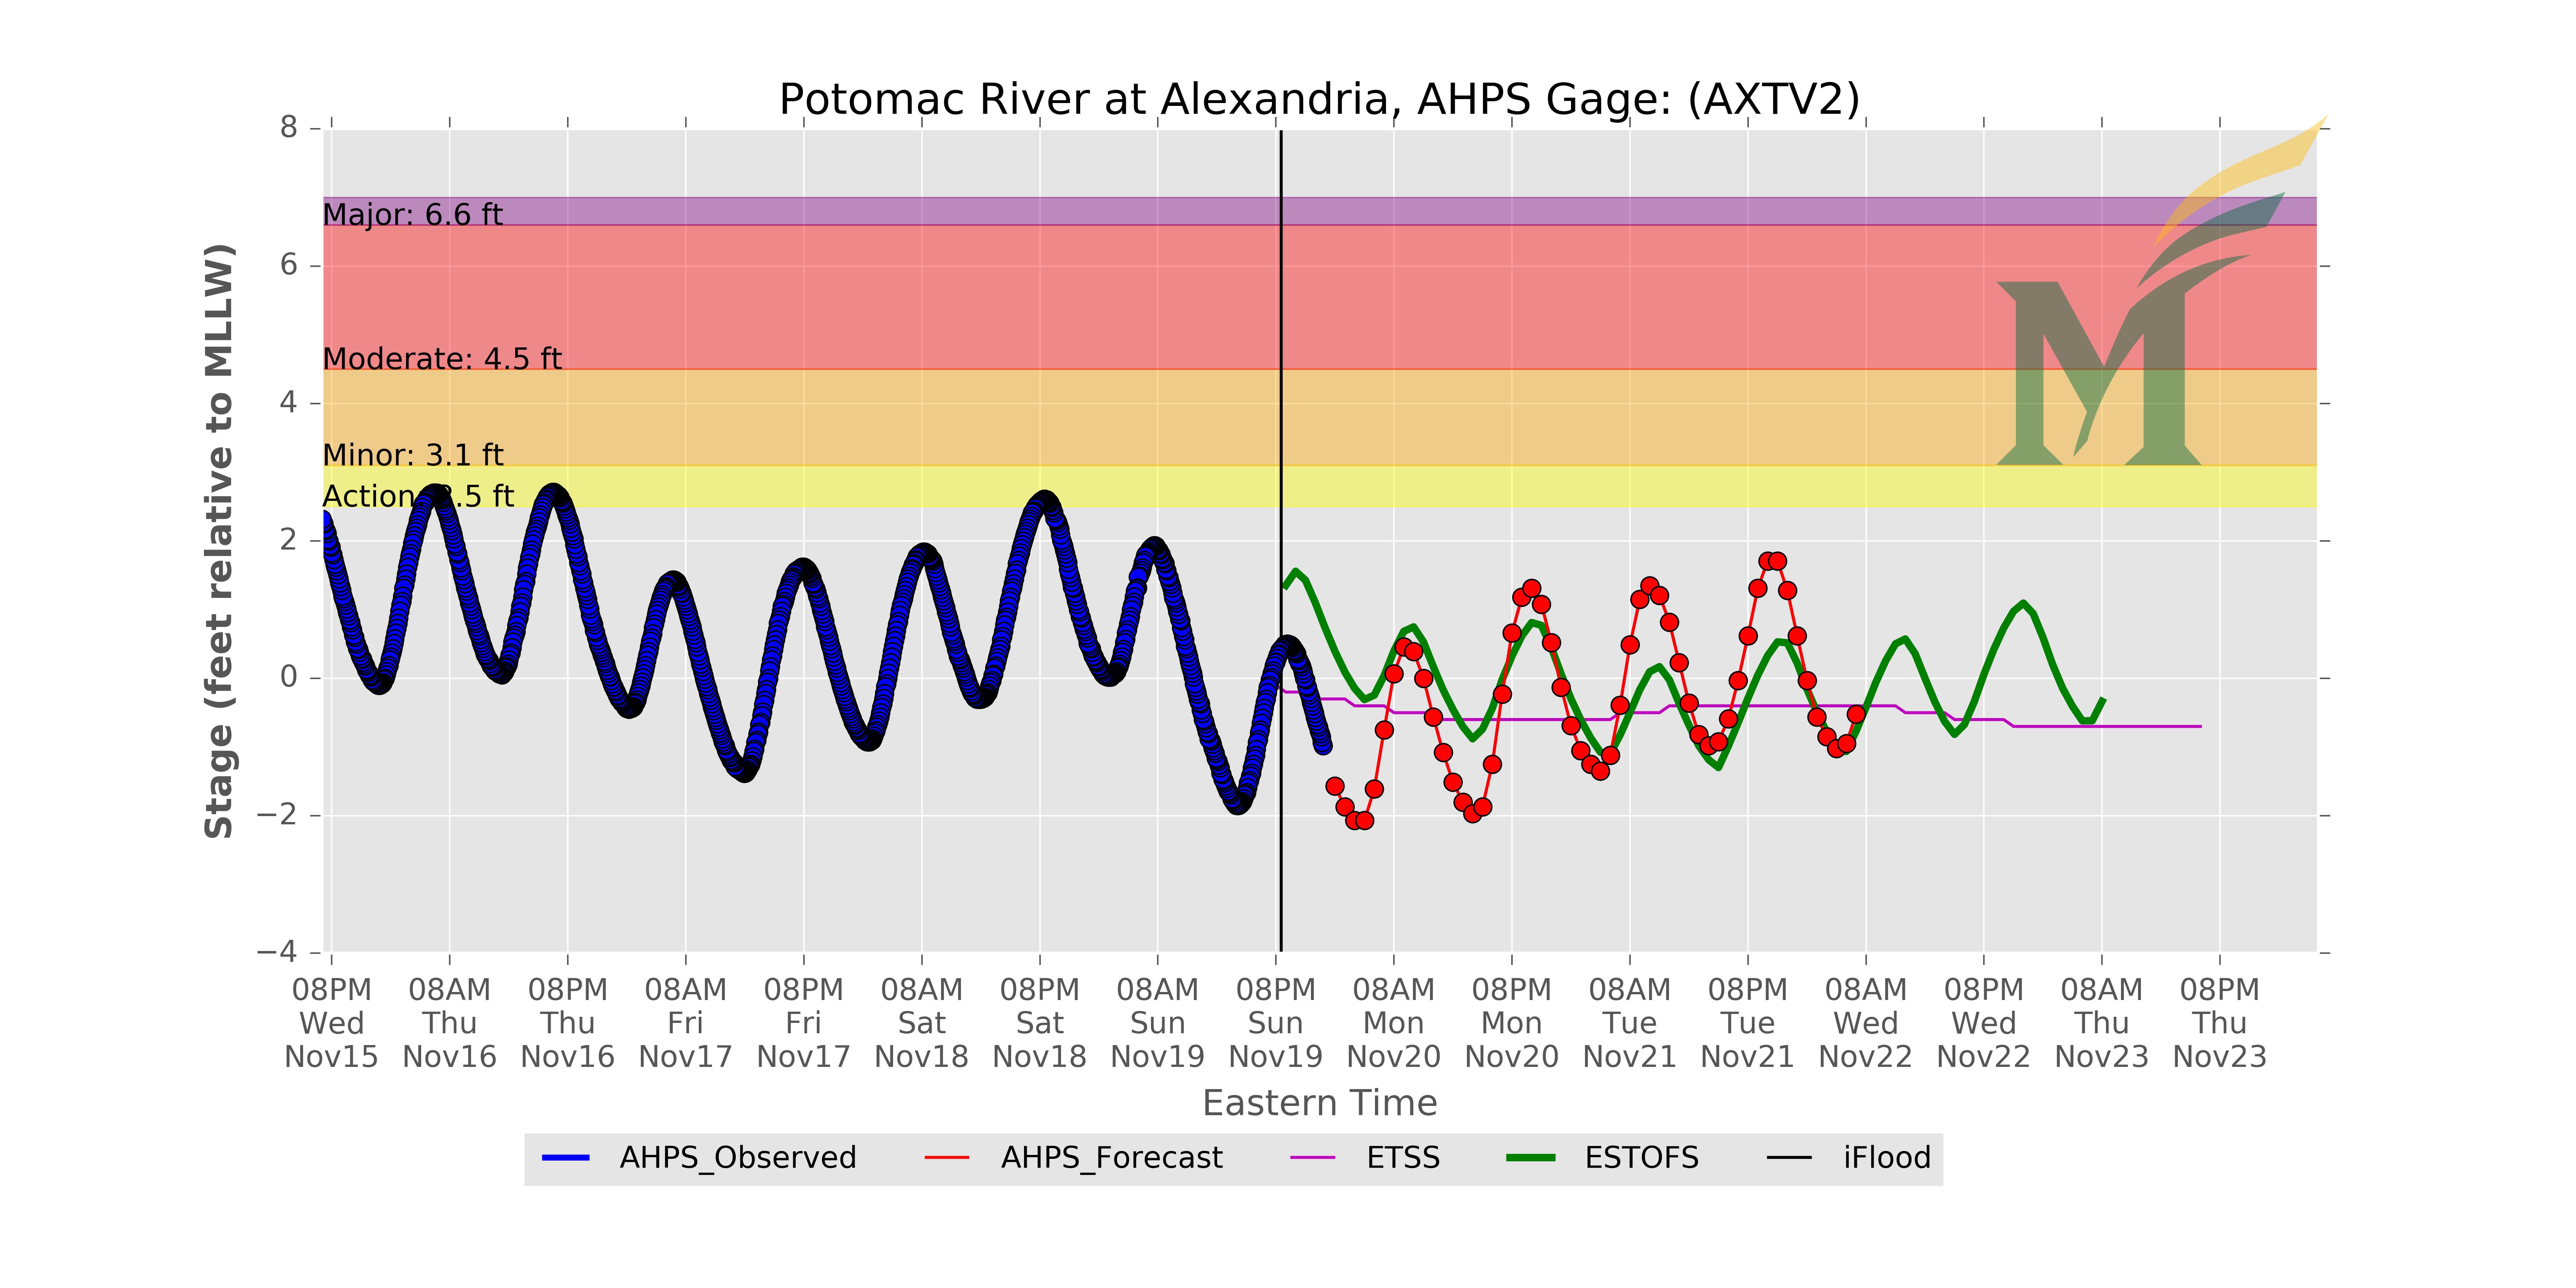 Potomac River at Alexandria, AHPS Gage: (AXTV2)
Stage (feet relative to MLLW)
8
6
4
2
0
−2
−4
Major: 6.6 ft
Moderate: 4.5 ft
Minor: 3.1 ft
Action: 2.5 ft
08PM 08AM 08PM 08AM 08PM 08AM 08PM 08AM 08PM 08AM 08PM 08AM 08PM 08AM 08PM 08AM 08PM
Wed Thu Thu Fri Fri Sat Sat Sun Sun Mon Mon Tue Tue Wed Wed Thu Thu
Nov15 Nov16 Nov16 Nov17 Nov17 Nov18 Nov18 Nov19 Nov19 Nov20 Nov20 Nov21 Nov21 Nov22 Nov22 Nov23 Nov23
Eastern Time
AHPS_Observed AHPS_Forecast ETSS ESTOFS iFlood
M